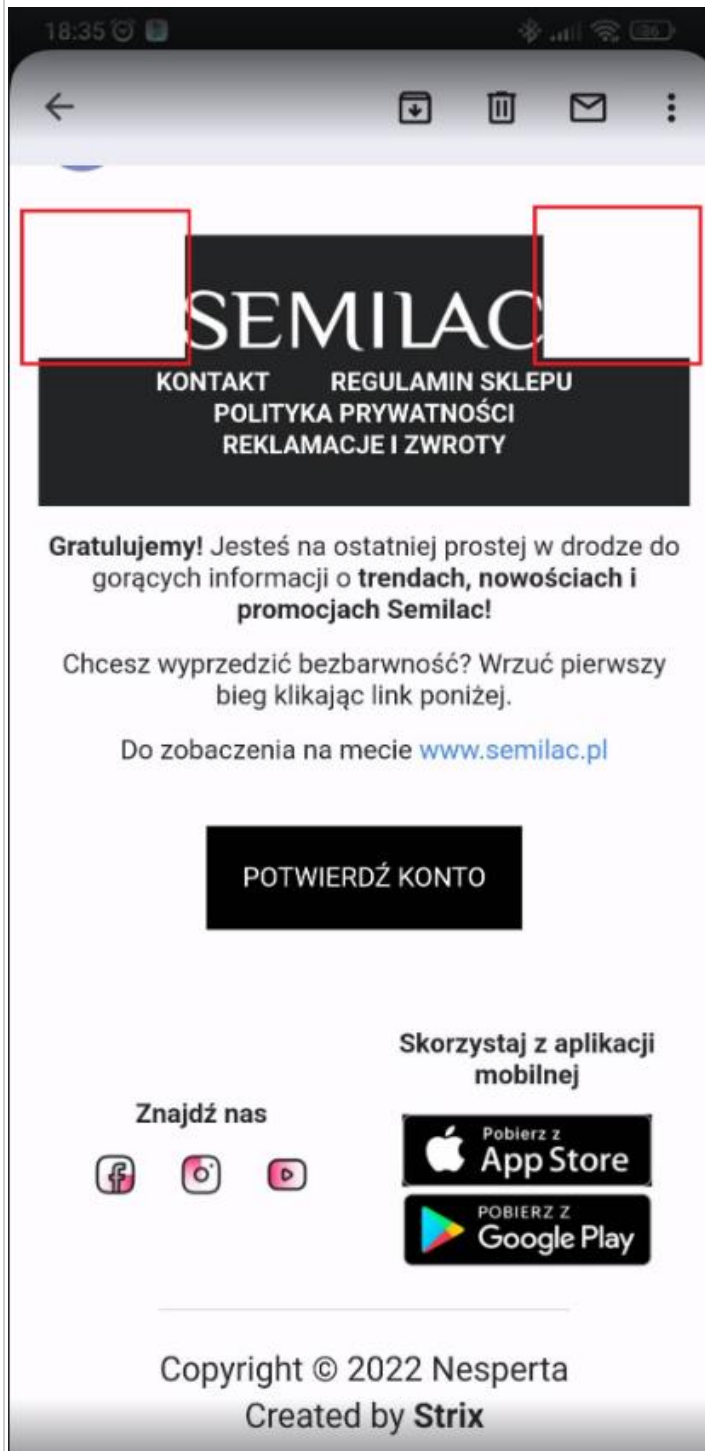 18:35
36
SEMILAC
KONTAKT REGULAMIN SKLEPU
POLITYKA PRYWATNOŚCI
REKLAMACJE I ZWROTY
Gratulujemy! Jesteś na ostatniej prostej w drodze do
gorących informacji o trendach, nowościach i
promocjach Semilac!
Chcesz wyprzedzić bezbarwność? Wrzuć pierwszy
bieg klikając link poniżej.
Do zobaczenia na mecie www.semilac.pl
POTWIERDŹ KONTO
Skorzystaj z aplikacji
mobilnej
Znajdź nas
Pobierz z
App Store
POBIERZ Z
Google Play
Copyright © 2022 Nesperta
Created by Strix